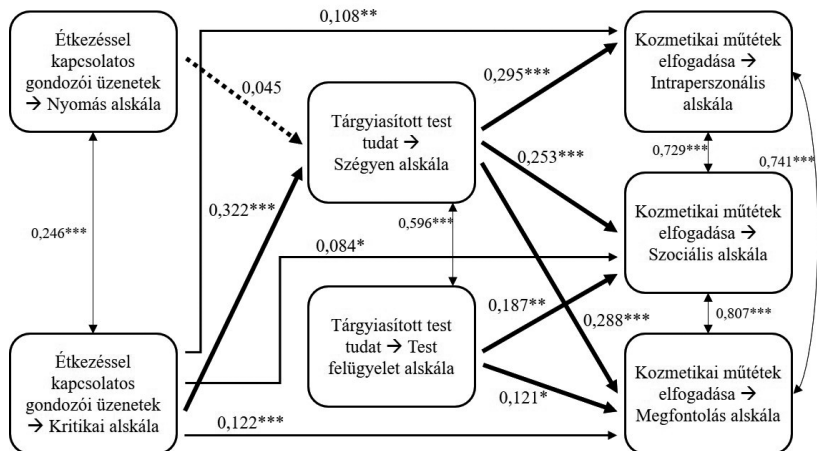 Étkezéssel
kapcsolatos
gondozói üzenetek
→ Nyomás alskála
0,246***
Étkezéssel
kapcsolatos
gondozói üzenetek
→ Kritikai alskála
0,108**
0,045
0,322***
0,084*
0,122***
Tárgyiasított test
tudat →
Szégyen alskála
0,596***
Tárgyiasított test
tudat → Test
felügyelet alskála
0,295***
0,253***
0,187**
0,288***
0,121*
Kozmetikai műtétek
elfogadása →
Intraperszonális
alskála
0,729***
0,741***
Kozmetikai műtétek
elfogadása →
Szociális alskála
0,807***
Kozmetikai műtétek
elfogadása →
Megfontolás alskála